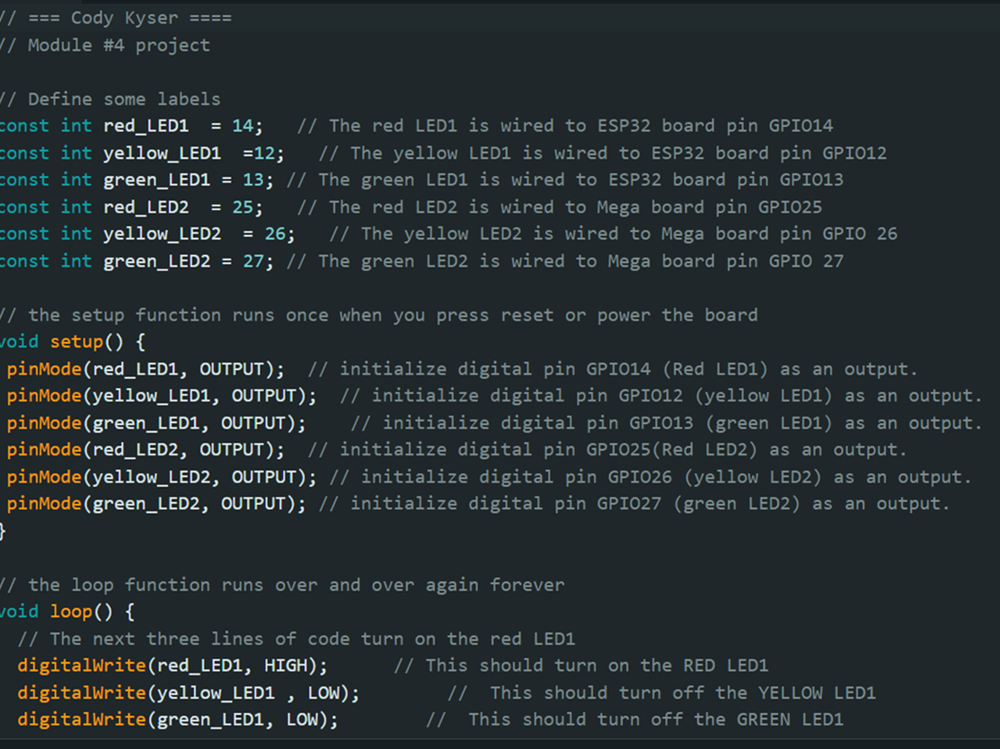 // === Cody Kyser ====
// Module #4 project
// Define some labels
const int red_LED1  = 14;   // The red LED1 is wired to ESP32 board pin GPIO14
const int yellow_LED1  =12;   // The yellow LED1 is wired to ESP32 board pin GPIO12
const int green_LED1 = 13; // The green LED1 is wired to ESP32 board pin GPIO13
const int red_LED2  = 25;   // The red LED2 is wired to Mega board pin GPIO25
const int yellow_LED2  = 26;   // The yellow LED2 is wired to Mega board pin GPIO 26
const int green_LED2 = 27; // The green LED2 is wired to Mega board pin GPIO 27
// the setup function runs once when you press reset or power the board
void setup() {
pinMode(red_LED1, OUTPUT);  // initialize digital pin GPIO14 (Red LED1) as an output.
pinMode(yellow_LED1, OUTPUT);  // initialize digital pin GPIO12 (yellow LED1) as an output.
pinMode(green_LED1, OUTPUT);    // initialize digital pin GPIO13 (green LED1) as an output.
pinMode(red_LED2, OUTPUT);  // initialize digital pin GPIO25(Red LED2) as an output.
pinMode(yellow_LED2, OUTPUT); // initialize digital pin GPIO26 (yellow LED2) as an output.
pinMode(green_LED2, OUTPUT); // initialize digital pin GPIO27 (green LED2) as an output.
}
// the loop function runs over and over again forever
void loop() {
// The next three lines of code turn on the red LED1
digitalWrite(red_LED1, HIGH);      // This should turn on the RED LED1
digitalWrite(yellow_LED1 , LOW);        //  This should turn off the YELLOW LED1
digitalWrite(green_LED1, LOW);        //  This should turn off the GREEN LED1